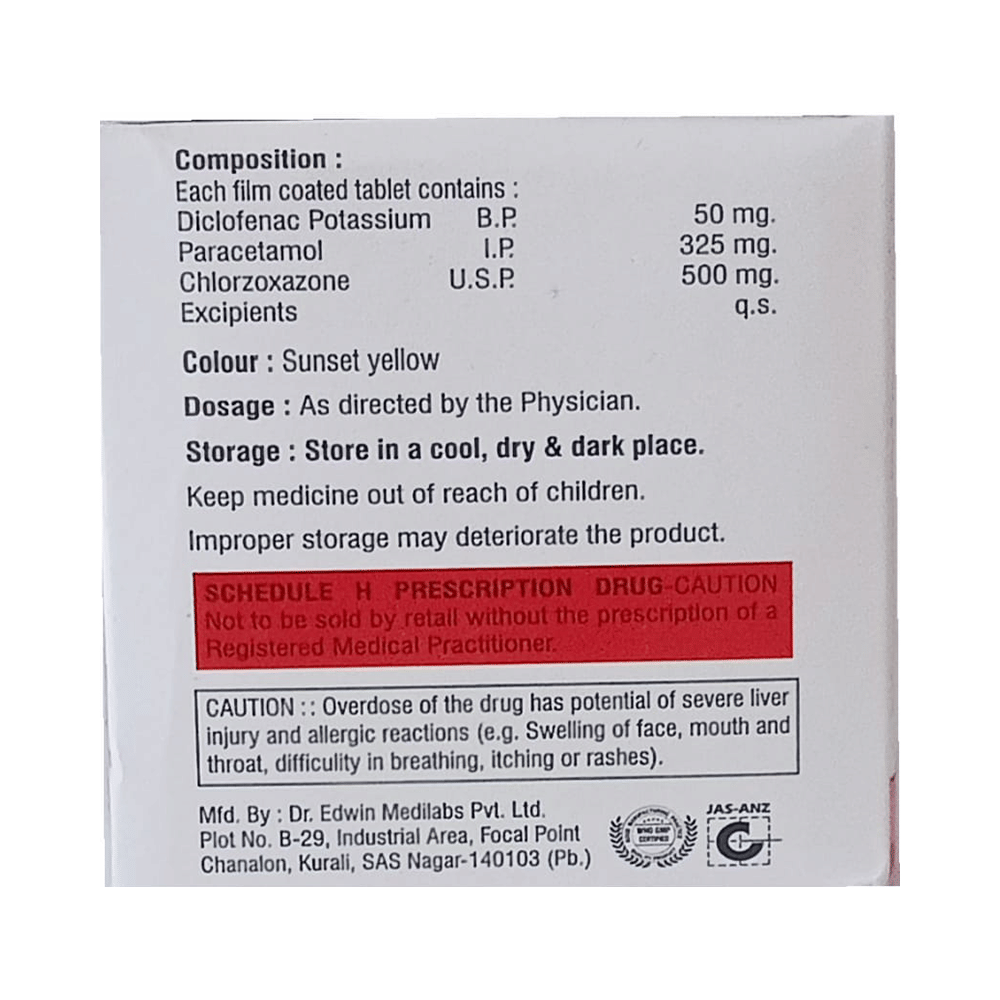 Composition :
Each film coated tablet contains :
Diclofenac Potassium B.P. 50 mg.
Paracetamol I.P. 325 mg.
Chlorzoxazone U.S.P. 500 mg.
Excipients q.s.
Colour : Sunset yellow
Dosage : As directed by the Physician.
Storage : Store in a cool, dry & dark place.
Keep medicine out of reach of children.
Improper storage may deteriorate the product.
SCHEDULE H PRESCRIPTION DRUG-CAUTION
Not to be sold by retail without the prescription of a
Registered Medical Practitioner.
CAUTION :: Overdose of the drug has potential of severe liver
injury and allergic reactions (e.g. Swelling of face, mouth and
throat, difficulity in breathing, itching or rashes).
Mfd. By : Dr. Edwin Medilabs Pvt. Ltd.
Plot No. B-29, Industrial Area, Focal Point
Chanalon, Kurali, SAS Nagar-140103 (Pb.)
WHO GMP
CERTIFIED
JAS-ANZ